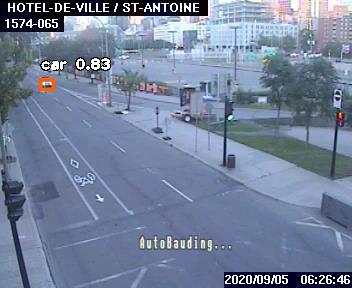 HOTEL-DE-VILLE / ST-ANTOINE
1574-065
car 0.83
AutoBauding...
2020/09/05 06:26:46